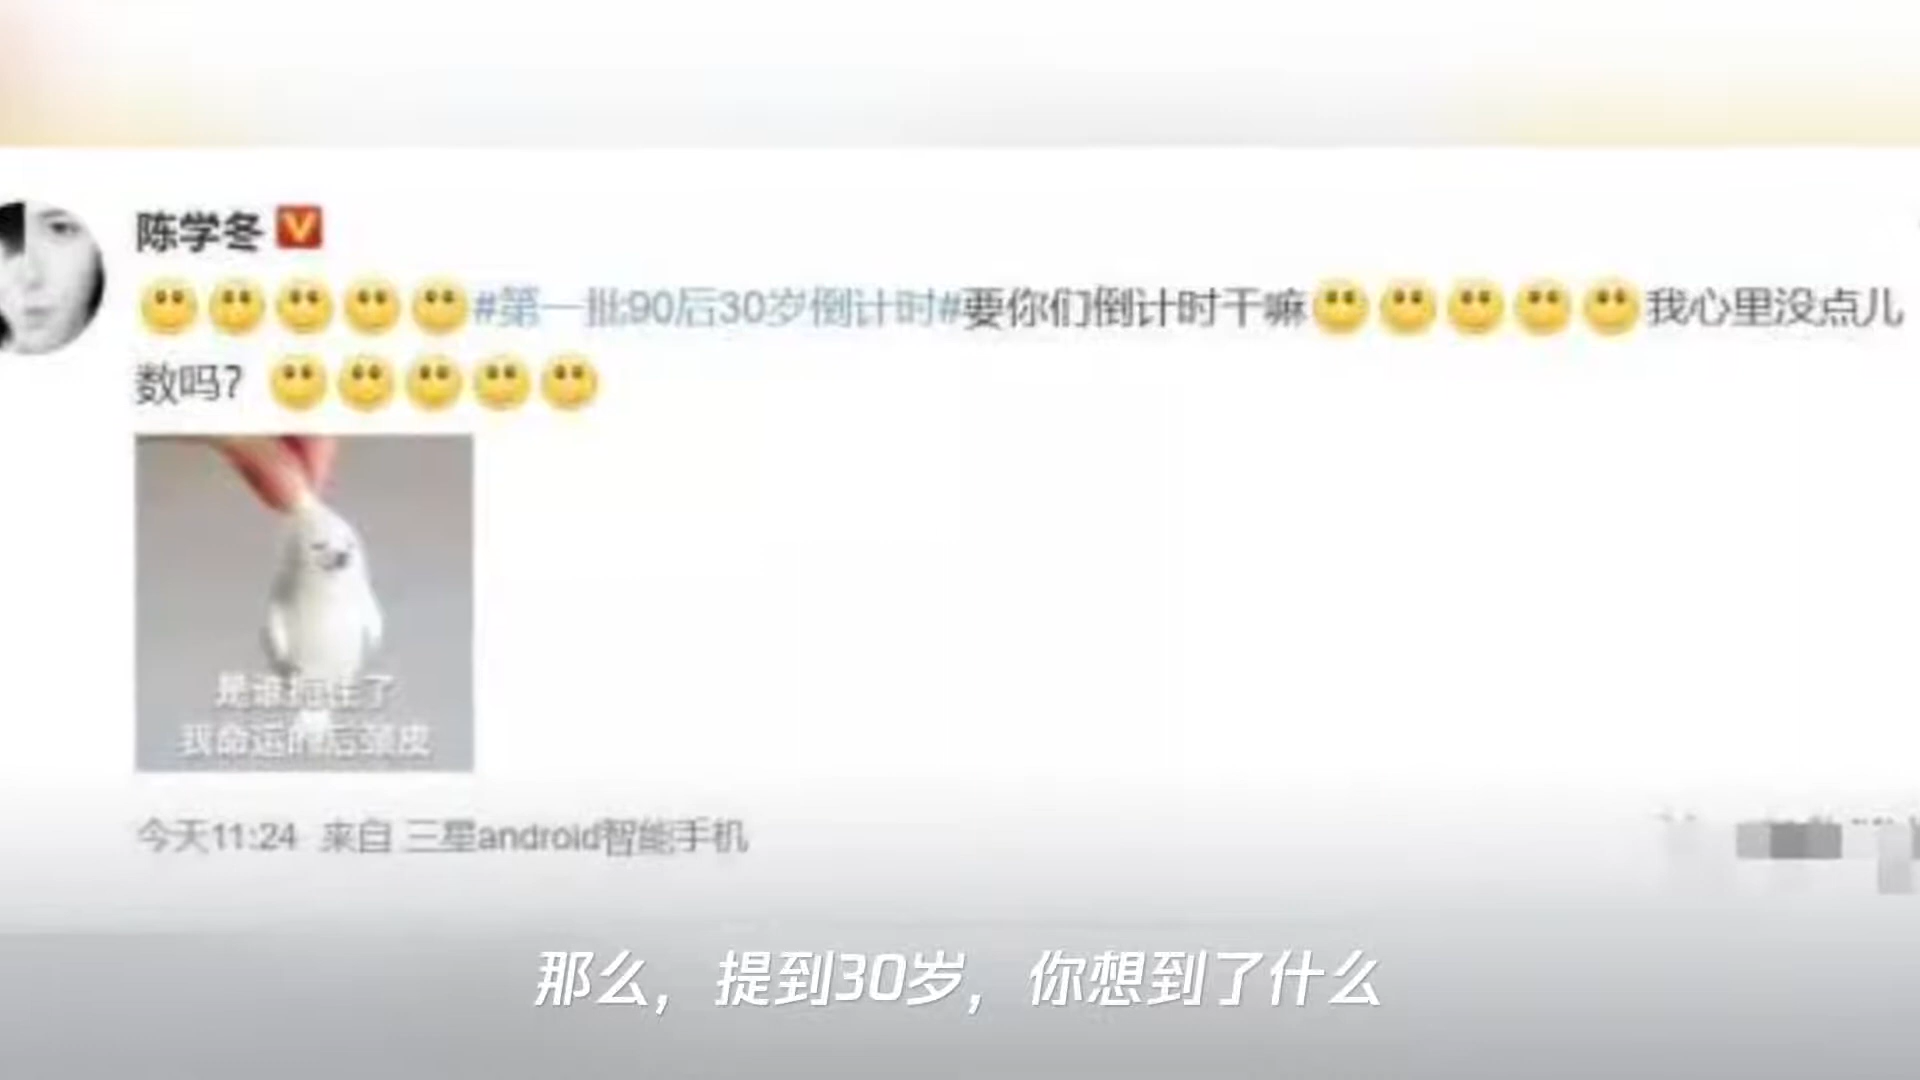 陈学冬
#第一批90后30岁倒计时#要你们倒计时干嘛我心里没点儿
数吗？
是谁扼住了
我命运的后颈皮
今天11:24 来自 三星android智能手机
那么，提到30岁，你想到了什么